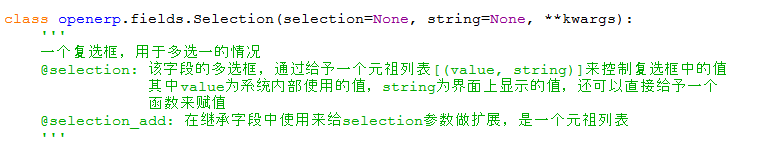 class openerp.fields.Selection(selection=None, string=None, **kwargs):
'''
一个复选框，用于多选一的情况
@selection: 该字段的多选框，通过给予一个元祖列表[(value, string)]来控制复选框中的值
其中value为系统内部使用的值，string为界面上显示的值，还可以直接给予一个
函数来赋值
@selection_add: 在继承字段中使用来给selection参数做扩展，是一个元祖列表
'''